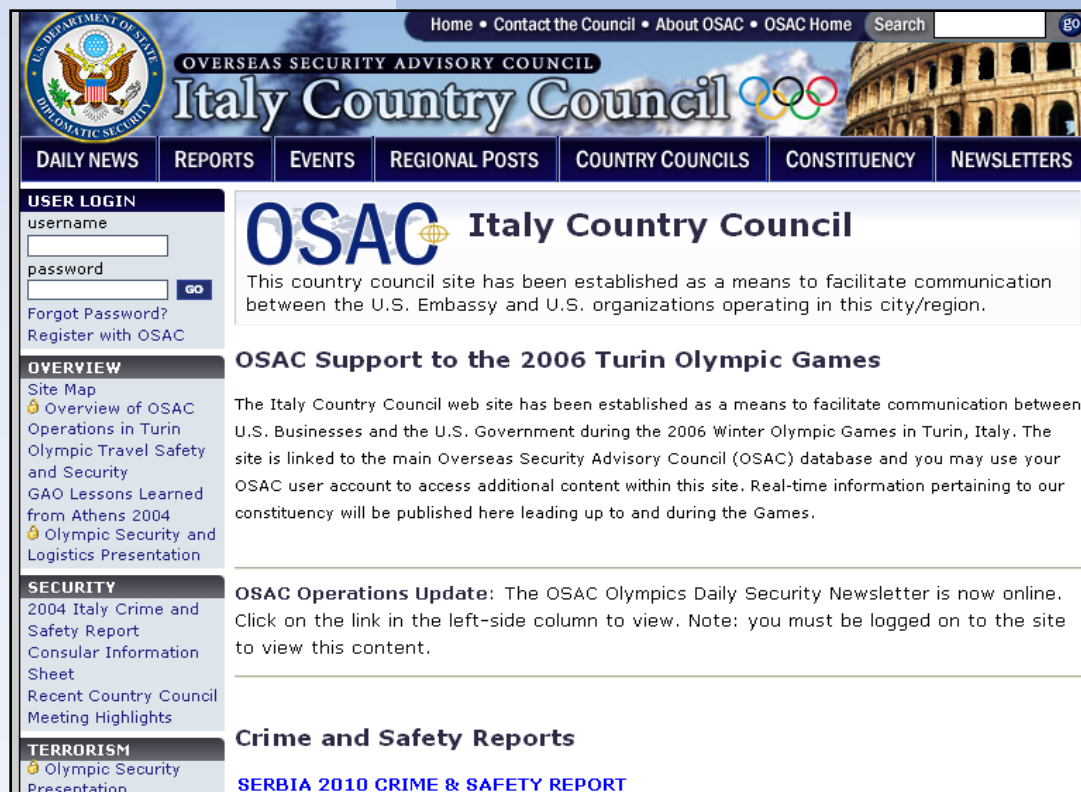 U.S. DEPARTMENT OF STATE
DIPLOMATIC SECURITY
Home • Contact the Council • About OSAC • OSAC Home Search go
OVERSEAS SECURITY ADVISORY COUNCIL
Italy Country Council
DAILY NEWS REPORTS EVENTS REGIONAL POSTS COUNTRY COUNCILS CONSTITUENCY NEWSLETTERS
USER LOGIN
username
password
GO
Forgot Password?
Register with OSAC
OVERVIEW
Site Map
Overview of OSAC
Operations in Turin
Olympic Travel Safety
and Security
GAO Lessons Learned
from Athens 2004
Olympic Security and
Logistics Presentation
SECURITY
2004 Italy Crime and
Safety Report
Consular Information
Sheet
Recent Country Council
Meeting Highlights
TERRORISM
Olympic Security
Presentation
OSAC Italy Country Council
This country council site has been established as a means to facilitate communication
between the U.S. Embassy and U.S. organizations operating in this city/region.
OSAC Support to the 2006 Turin Olympic Games
The Italy Country Council web site has been established as a means to facilitate communication between
U.S. Businesses and the U.S. Government during the 2006 Winter Olympic Games in Turin, Italy. The
site is linked to the main Overseas Security Advisory Council (OSAC) database and you may use your
OSAC user account to access additional content within this site. Real-time information pertaining to our
constituency will be published here leading up to and during the Games.
OSAC Operations Update: The OSAC Olympics Daily Security Newsletter is now online.
Click on the link in the left-side column to view. Note: you must be logged on to the site
to view this content.
Crime and Safety Reports
SERBIA 2010 CRIME & SAFETY REPORT